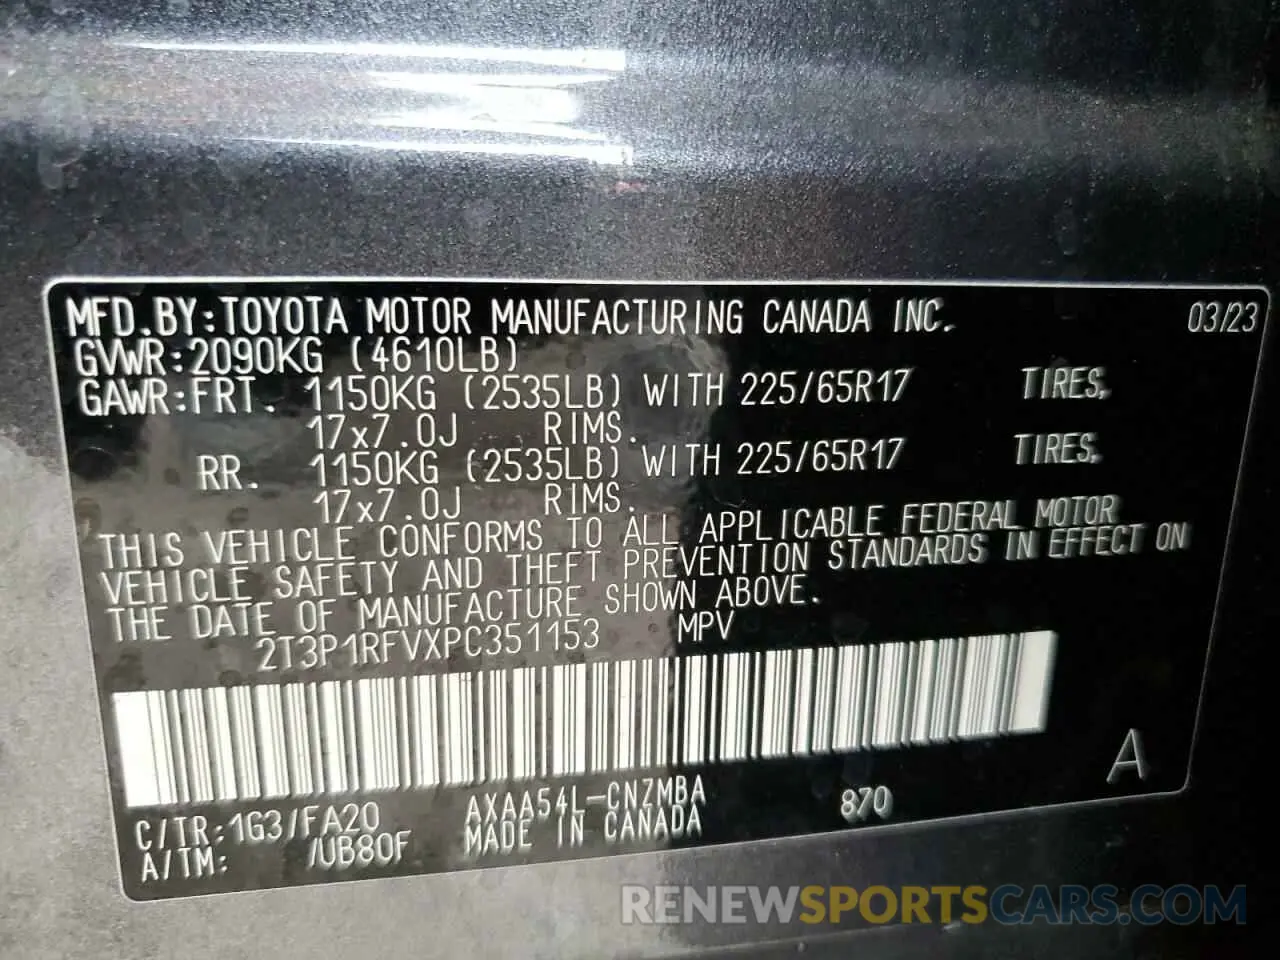 MFD.BY:TOYOTA MOTOR MANUFACTURING CANADA INC. 03/23
GVWR:2090KG (4610LB)
GAWR:FRT. 1150KG (2535LB) WITH 225/65R17 TIRES,
17x7.0J RIMS.
RR. 1150KG (2535LB) WITH 225/65R17 TIRES,
17x7.0J RIMS.
THIS VEHICLE CONFORMS TO ALL APPLICABLE FEDERAL MOTOR
VEHICLE SAFETY AND THEFT PREVENTION STANDARDS IN EFFECT ON
THE DATE OF MANUFACTURE SHOWN ABOVE.
2T3P1RFVXPC351153 MPV
A
C/TR:1G3/FA20 AXAA54L-CNZMBA 870
A/TM: /UB80F MADE IN CANADA
RENEWSPORTSCARS.COM